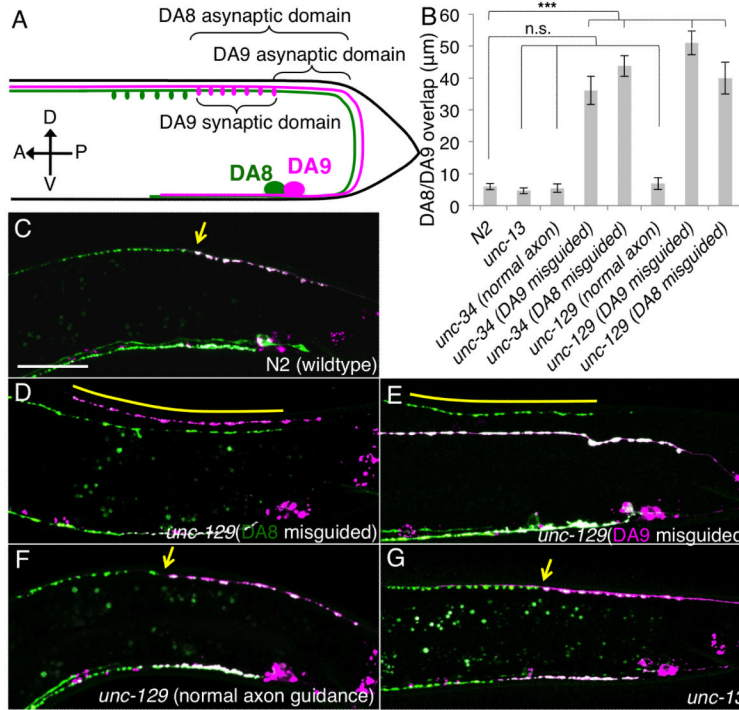 A
DA8 asynaptic domain
DA9 asynaptic domain
DA9 synaptic domain
D
A
P
V
DA8
DA9
B
DA8/DA9 overlap (µm)
60
50
40
30
20
10
0
***
n.s.
N2
unc-13
unc-34 (normal axon)
unc-34 (DA9 misguided)
unc-34 (DA8 misguided)
unc-129 (normal axon)
unc-129 (DA9 misguided)
unc-129 (DA8 misguided)
C
N2 (wildtype)
D
unc-129(DA8 misguided)
E
unc-129(DA9 misguided
F
unc-129 (normal axon guidance)
G
unc-13